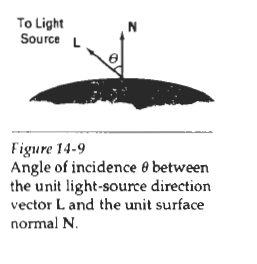 To Light
Source
L
N
θ
Figure 14-9
Angle of incidence θ between
the unit light-source direction
vector L and the unit surface
normal N.